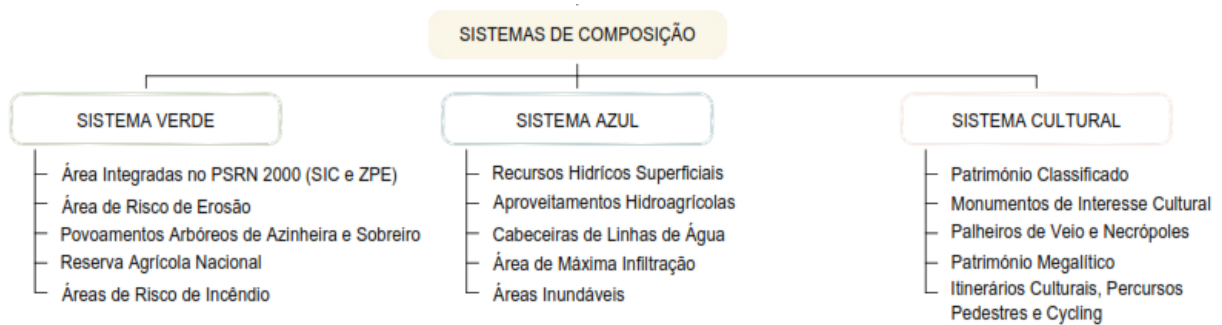 SISTEMAS DE COMPOSIÇÃO
SISTEMA VERDE
Área Integradas no PSRN 2000 (SIC e ZPE)
Área de Risco de Erosão
Povoamentos Arbóreos de Azinheira e Sobreiro
Reserva Agrícola Nacional
Áreas de Risco de Incêndio
SISTEMA AZUL
Recursos Hidrícos Superficiais
Aproveitamentos Hidroagrícolas
Cabeceiras de Linhas de Água
Área de Máxima Infiltração
Áreas Inundáveis
SISTEMA CULTURAL
Património Classificado
Monumentos de Interesse Cultural
Palheiros de Veio e Necrópoles
Património Megalítico
Itinerários Culturais, Percursos
Pedestres e Cycling